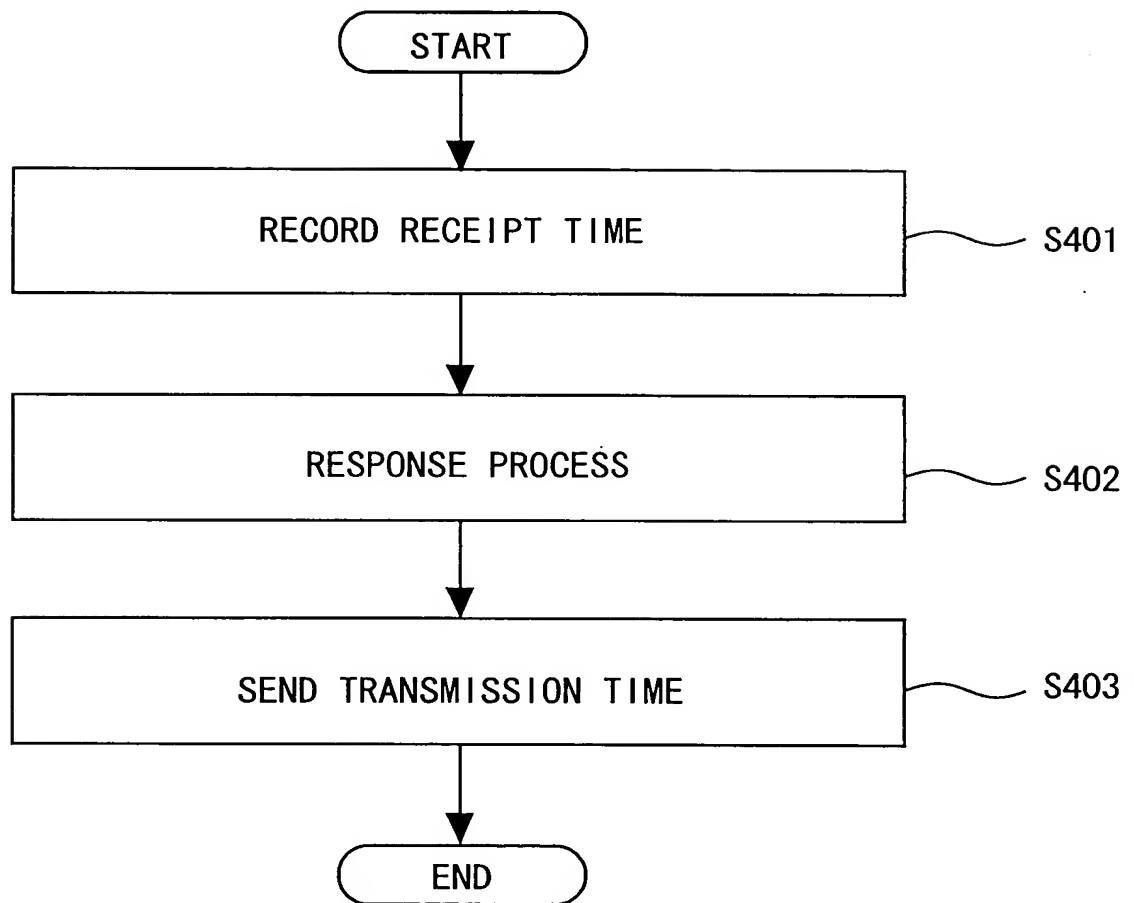 START
RECORD RECEIPT TIME
S401
RESPONSE PROCESS
S402
SEND TRANSMISSION TIME
S403
END